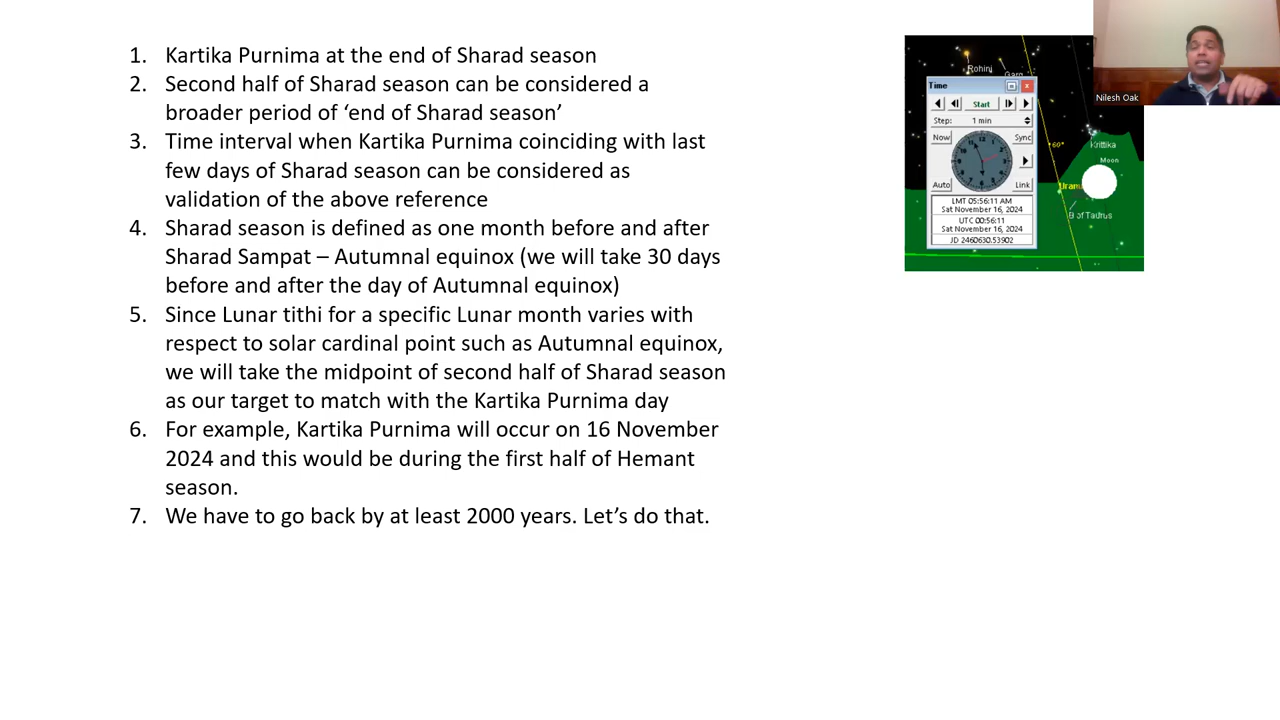 1. Kartika Purnima at the end of Sharad season
2. Second half of Sharad season can be considered a
broader period of ‘end of Sharad season’
3. Time interval when Kartika Purnima coinciding with last
few days of Sharad season can be considered as
validation of the above reference
4. Sharad season is defined as one month before and after
Sharad Sampat – Autumnal equinox (we will take 30 days
before and after the day of Autumnal equinox)
5. Since Lunar tithi for a specific Lunar month varies with
respect to solar cardinal point such as Autumnal equinox,
we will take the midpoint of second half of Sharad season
as our target to match with the Kartika Purnima day
6. For example, Kartika Purnima will occur on 16 November
2024 and this would be during the first half of Hemant
season.
7. We have to go back by at least 2000 years. Let’s do that.
Rohini
Time
Start
Step: 1 min
Now
Sync
Auto
Link
LMT 05:56:11 AM
Sat November 16, 2024
UTC 00:56:11
Sat November 16, 2024
JD 2460630.53902
60°
Krittika
Moon
B of Tadrus
Nilesh Oak